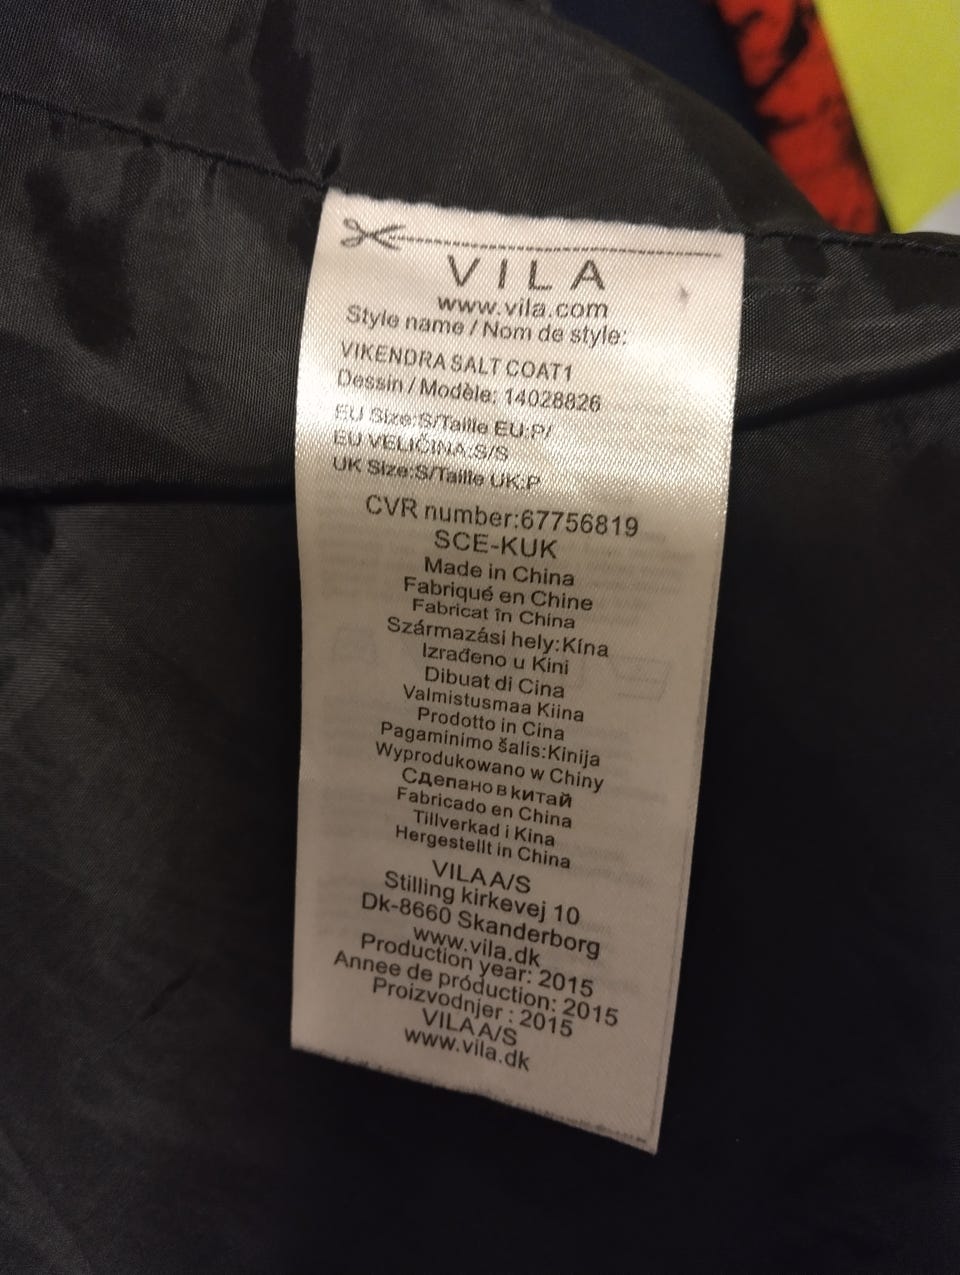 VILA
www.vila.com
Style name / Nom de style:
VIKENDRA SALT COAT1
Dessin / Modèle: 14028826
EU Size:S/Taille EU:P/
EU VELIČINA:S/S
UK Size:S/Taille UK:P
CVR number:67756819
SCE-KUK
Made in China
Fabriqué en Chine
Fabricat în China
Származási hely:Kína
Izrađeno u Kini
Dibuat di Cina
Valmistusmaa Kiina
Prodotto in Cina
Pagaminimo šalis:Kinija
Wyprodukowano w Chiny
Сделано в китай
Fabricado en China
Tillverkad i Kina
Hergestellt in China
VILA A/S
Stilling kirkevej 10
Dk-8660 Skanderborg
www.vila.dk
Production year: 2015
Annee de próduction: 2015
Proizvodnjer : 2015
VILA A/S
www.vila.dk